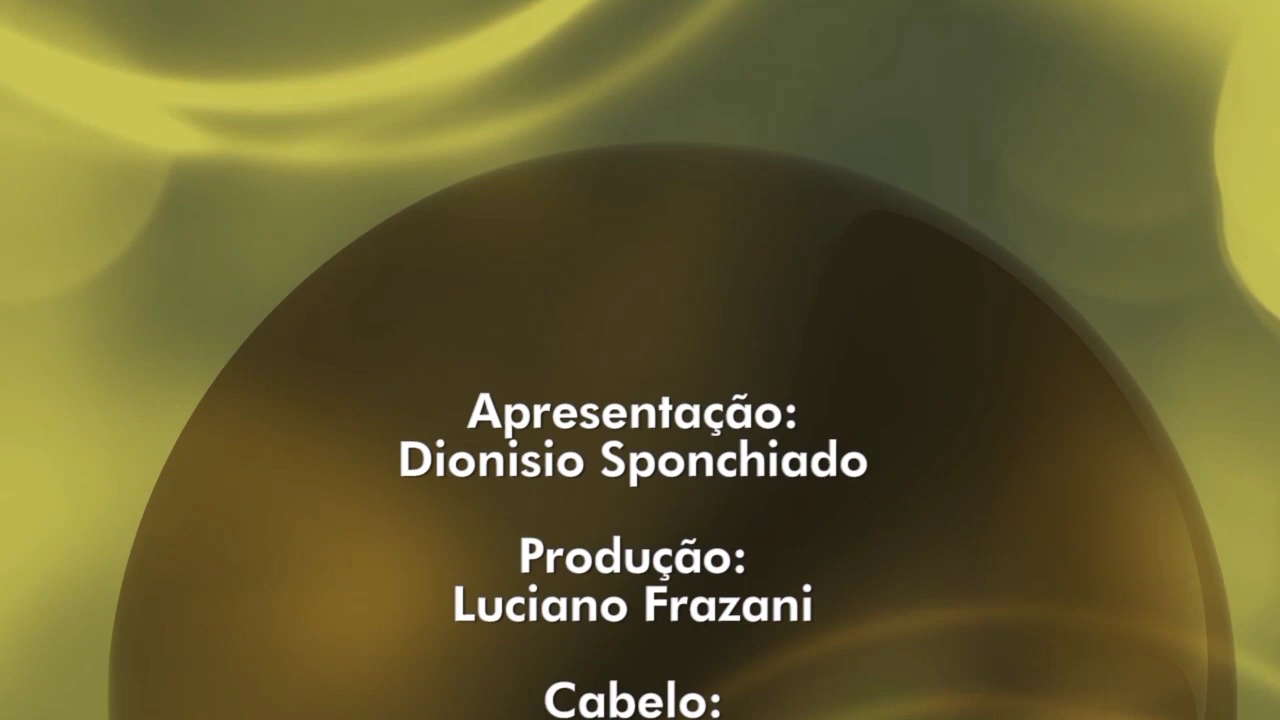 Apresentação:
Dionisio Sponchiado
Produção:
Luciano Frazani
Cabelo: